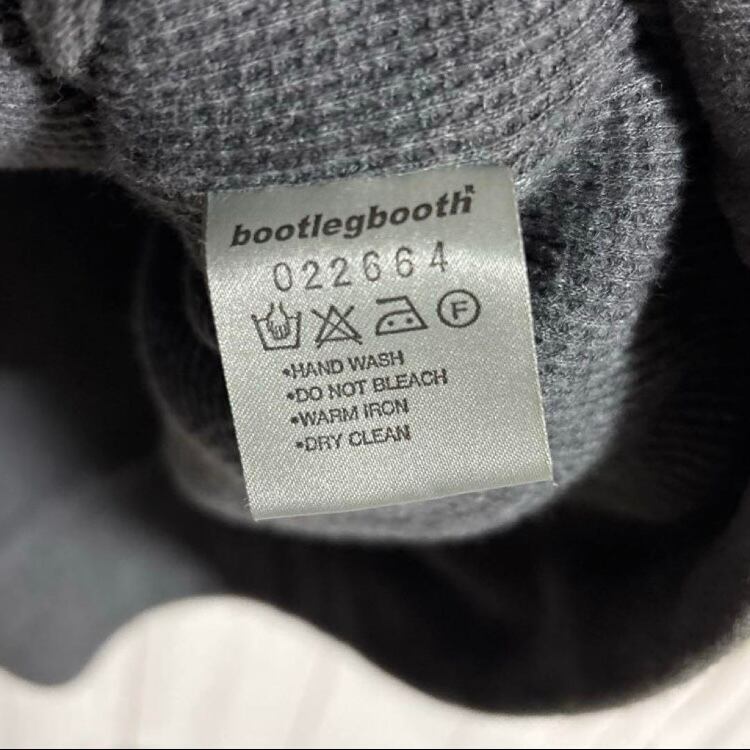 bootlegbooth
022664
F
•HAND WASH
•DO NOT BLEACH
•WARM IRON
•DRY CLEAN